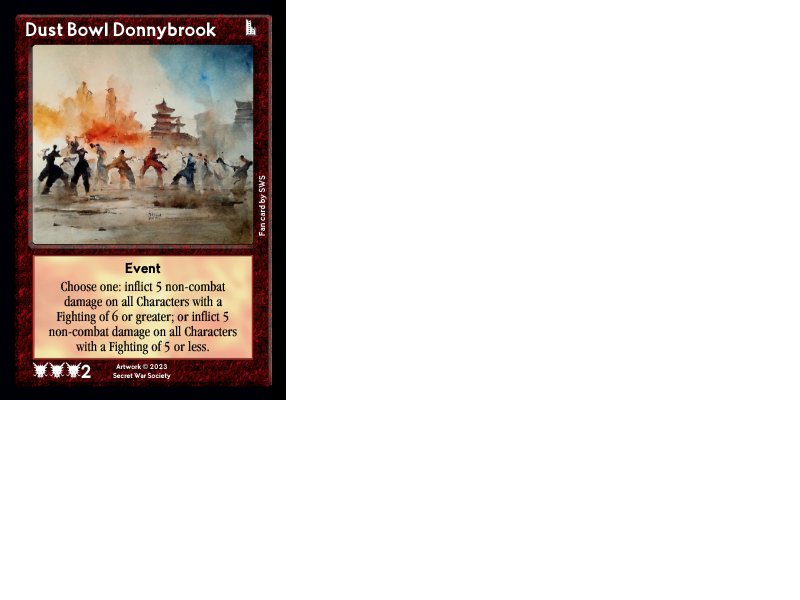 Dust Bowl Donnybrook
Fan card by SWS
Event
Choose one: inflict 5 non-combat
damage on all Characters with a
Fighting of 6 or greater; or inflict 5
non-combat damage on all Characters
with a Fighting of 5 or less.
2
Artwork © 2023
Secret War Society